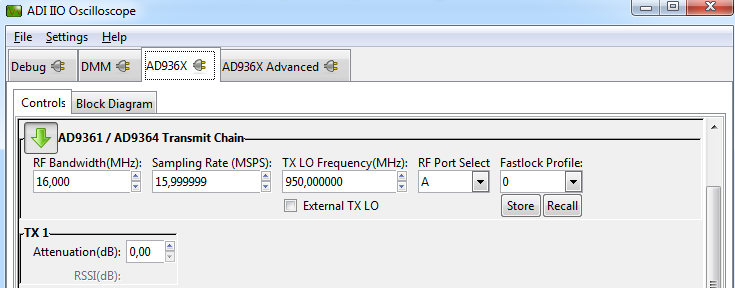 ADI IIO Oscilloscope
File Settings Help
Debug DMM AD936X AD936X Advanced
Controls Block Diagram
AD9361 / AD9364 Transmit Chain
RF Bandwidth(MHz): Sampling Rate (MSPS): TX LO Frequency(MHz): RF Port Select Fastlock Profile:
16,000 15,999999 950,000000 A 0
External TX LO Store Recall
TX 1
Attenuation(dB): 0,00
RSSI(dB):